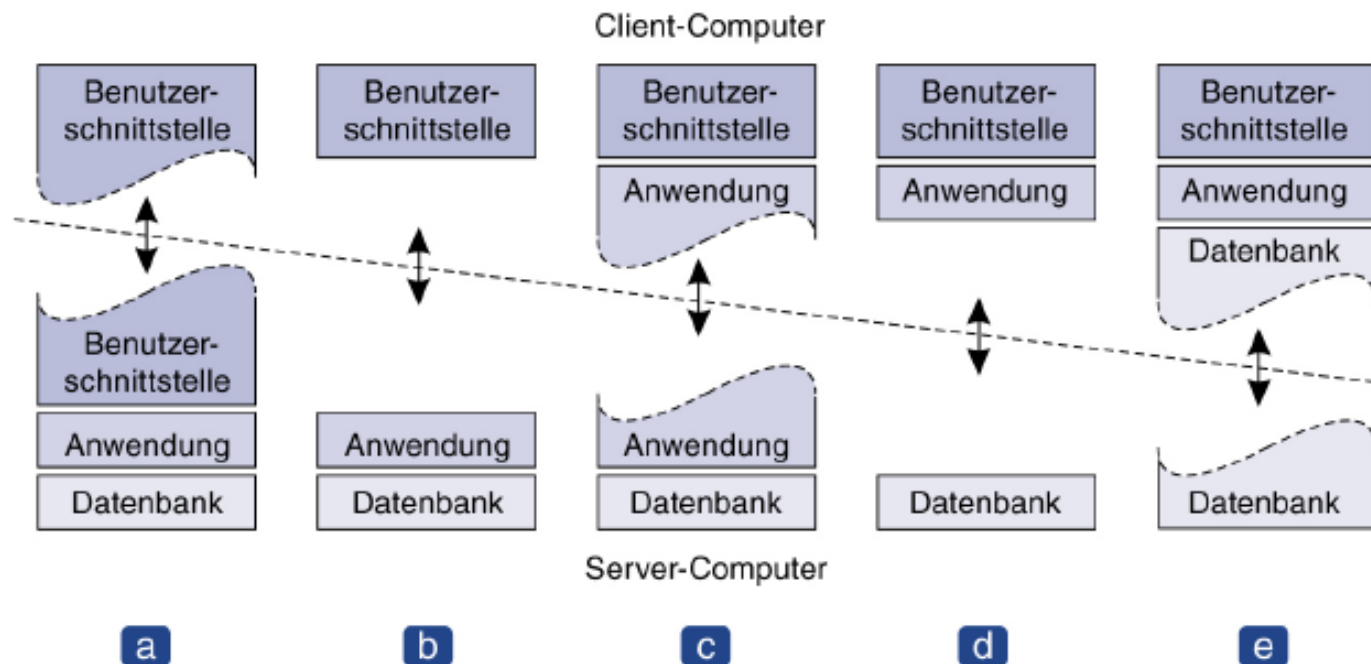 Client-Computer
Benutzer-
schnittstelle
Benutzer-
schnittstelle
Anwendung
Datenbank
Benutzer-
schnittstelle
Anwendung
Datenbank
Benutzer-
schnittstelle
Anwendung
Anwendung
Datenbank
Benutzer-
schnittstelle
Anwendung
Datenbank
Benutzer-
schnittstelle
Anwendung
Datenbank
Datenbank
Server-Computer
a
b
c
d
e